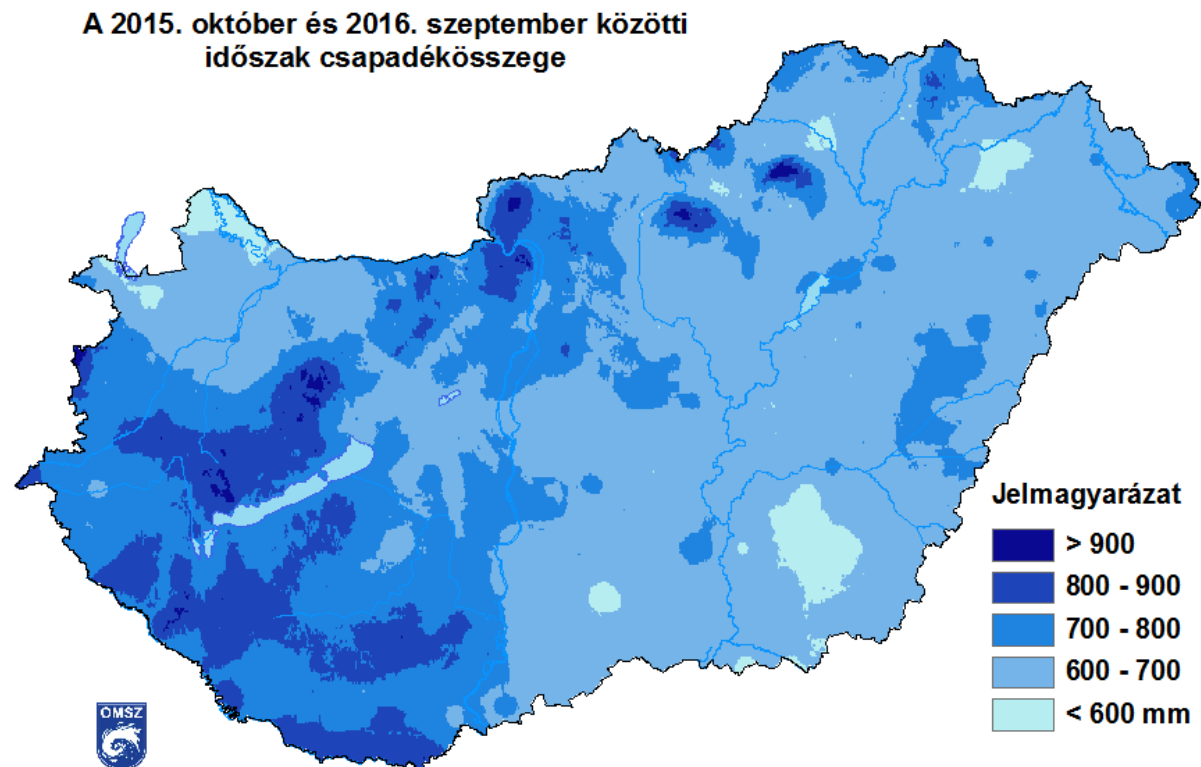 A 2015. október és 2016. szeptember közötti
időszak csapadékösszege
Jelmagyarázat
> 900
800 - 900
700 - 800
600 - 700
< 600 mm
OMSZ